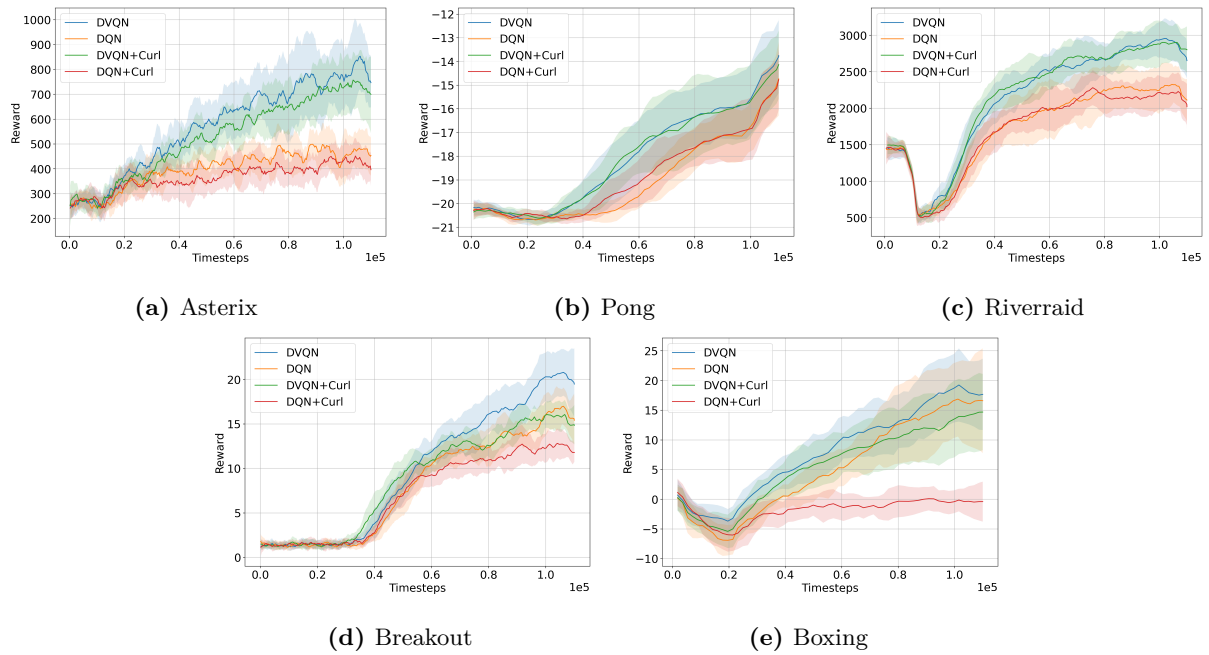 1000
900
800
700
600
500
400
300
200
Reward
DVQN
DQN
DVQN+Curl
DQN+Curl
0.0 0.2 0.4 0.6 0.8 1.0
Timesteps 1e5
(a) Asterix
−12
−13
−14
−15
−16
−17
−18
−19
−20
−21
Reward
DVQN
DQN
DVQN+Curl
DQN+Curl
0.0 0.2 0.4 0.6 0.8 1.0
Timesteps 1e5
(b) Pong
3000
2500
2000
1500
1000
500
Reward
DVQN
DQN
DVQN+Curl
DQN+Curl
0.0 0.2 0.4 0.6 0.8 1.0
Timesteps 1e5
(c) Riverraid
20
15
10
5
0
Reward
DVQN
DQN
DVQN+Curl
DQN+Curl
0.0 0.2 0.4 0.6 0.8 1.0
Timesteps 1e5
(d) Breakout
25
20
15
10
5
0
−5
−10
Reward
DVQN
DQN
DVQN+Curl
DQN+Curl
0.0 0.2 0.4 0.6 0.8 1.0
Timesteps 1e5
(e) Boxing